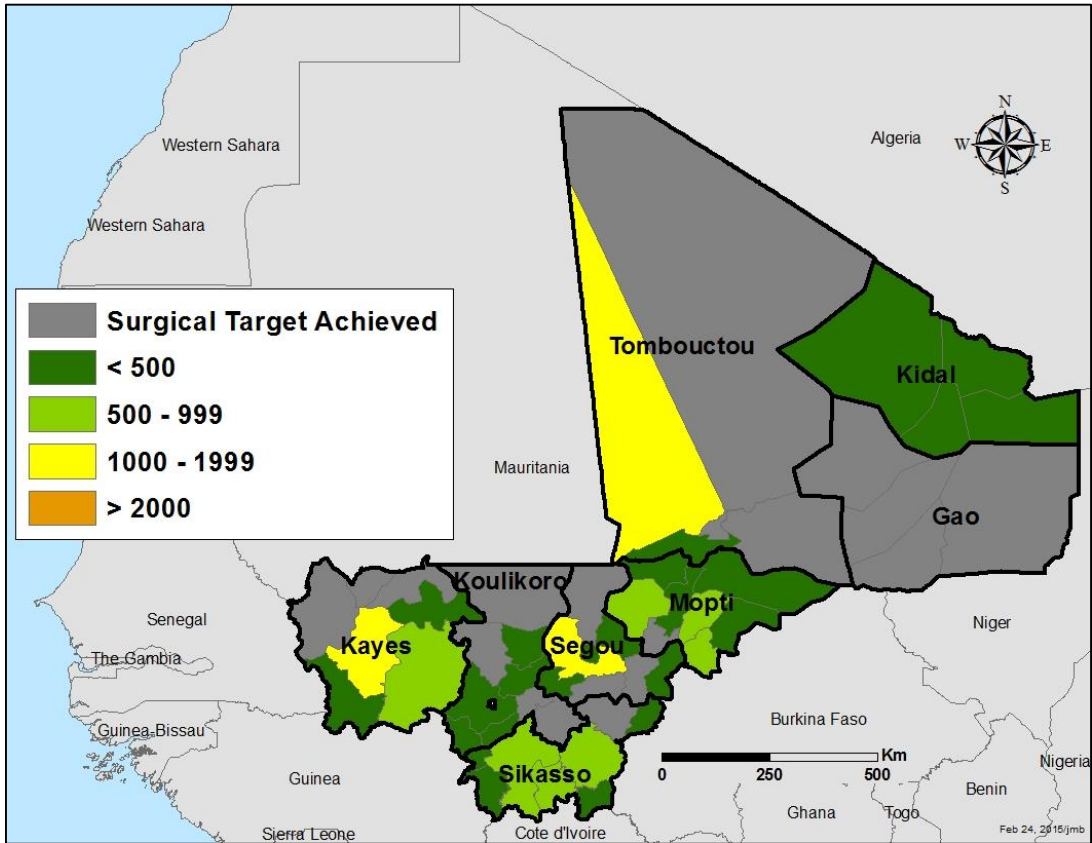 Western Sahara
Algeria
N
W E
S
Western Sahara
Surgical Target Achieved
< 500
500 - 999
1000 - 1999
> 2000
Tombouctou
Kidal
Mauritania
Gao
Koulikoro
Mopti
Senegal
Niger
Kayes
Segou
The Gambia
Burkina Faso
Guinea-Bissau
Km
Nigeria
Sikasso
0 250 500
Guinea
Benin
Ghana
Togo
Sierra Leone
Cote d'Ivoire
Feb 24, 2015/jmb